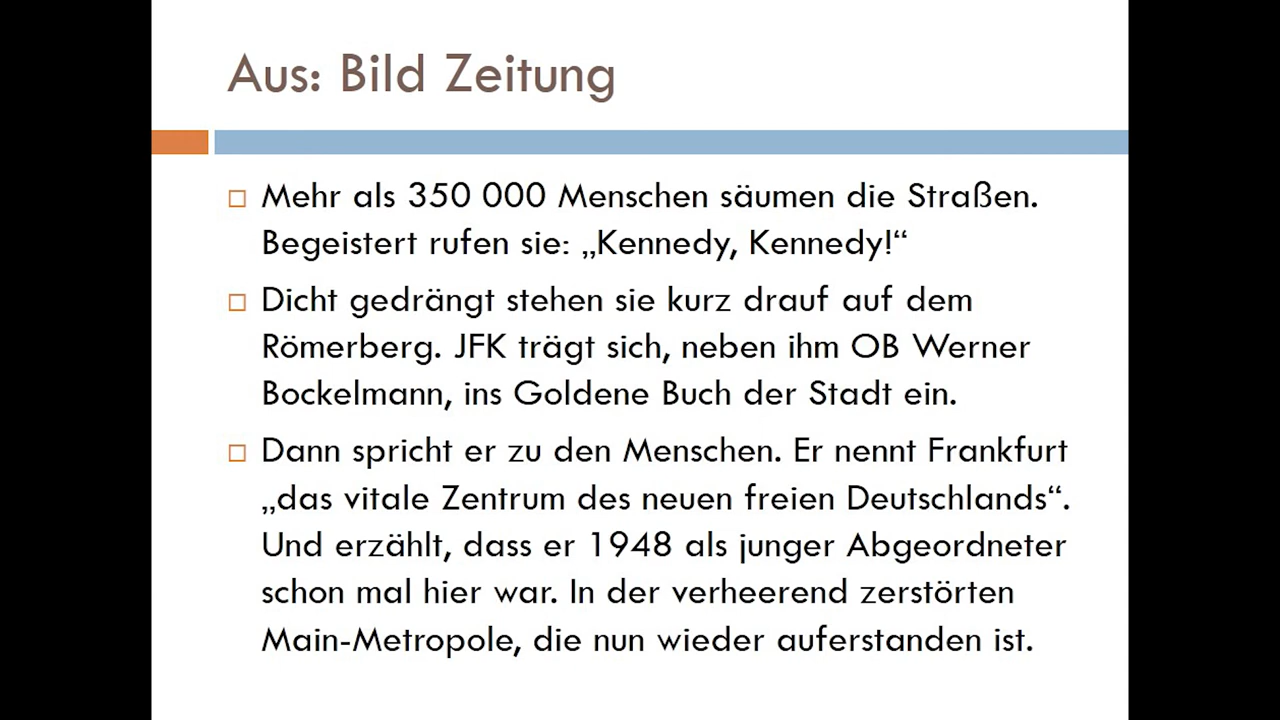 Aus: Bild Zeitung
Mehr als 350 000 Menschen säumen die Straßen.
Begeistert rufen sie: „Kennedy, Kennedy!“
Dicht gedrängt stehen sie kurz drauf auf dem
Römerberg. JFK trägt sich, neben ihm OB Werner
Bockelmann, ins Goldene Buch der Stadt ein.
Dann spricht er zu den Menschen. Er nennt Frankfurt
„das vitale Zentrum des neuen freien Deutschlands“.
Und erzählt, dass er 1948 als junger Abgeordneter
schon mal hier war. In der verheerend zerstörten
Main-Metropole, die nun wieder auferstanden ist.